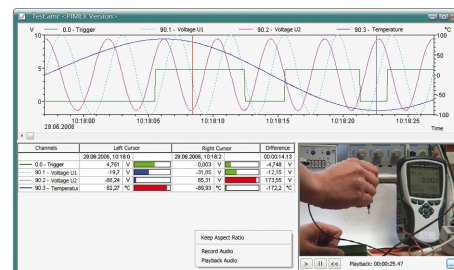 Test.amr <PIMEX Version>
V 0.0 - Trigger 90.1 - Voltage U1 90.2 - Voltage U2 90.3 - Temperature °C
10 100
50
5 0
-50
0 -100
10:18:00 10:18:05 10:18:10 10:18:15 10:18:20 10:18:25
29.06.2006 Time
Channels Left Cursor Right Cursor Difference
29.06.2006, 10:18:0 29.06.2006, 10:18:2 00:00:14.13
0.0 - Trigger 4,751 V 0,003 V -4,748 V
90.1 - Voltage U1 -19,7 V -31,85 V -12,15 V
90.2 - Voltage U2 -88,24 V 85,31 V 173,55 V
90.3 - Temperatur 82,27 °C -89,93 °C -172,2 °C
Keep Aspect Ratio
Record Audio
Playback Audio
> II << Playback: 00:00:25.47 ...